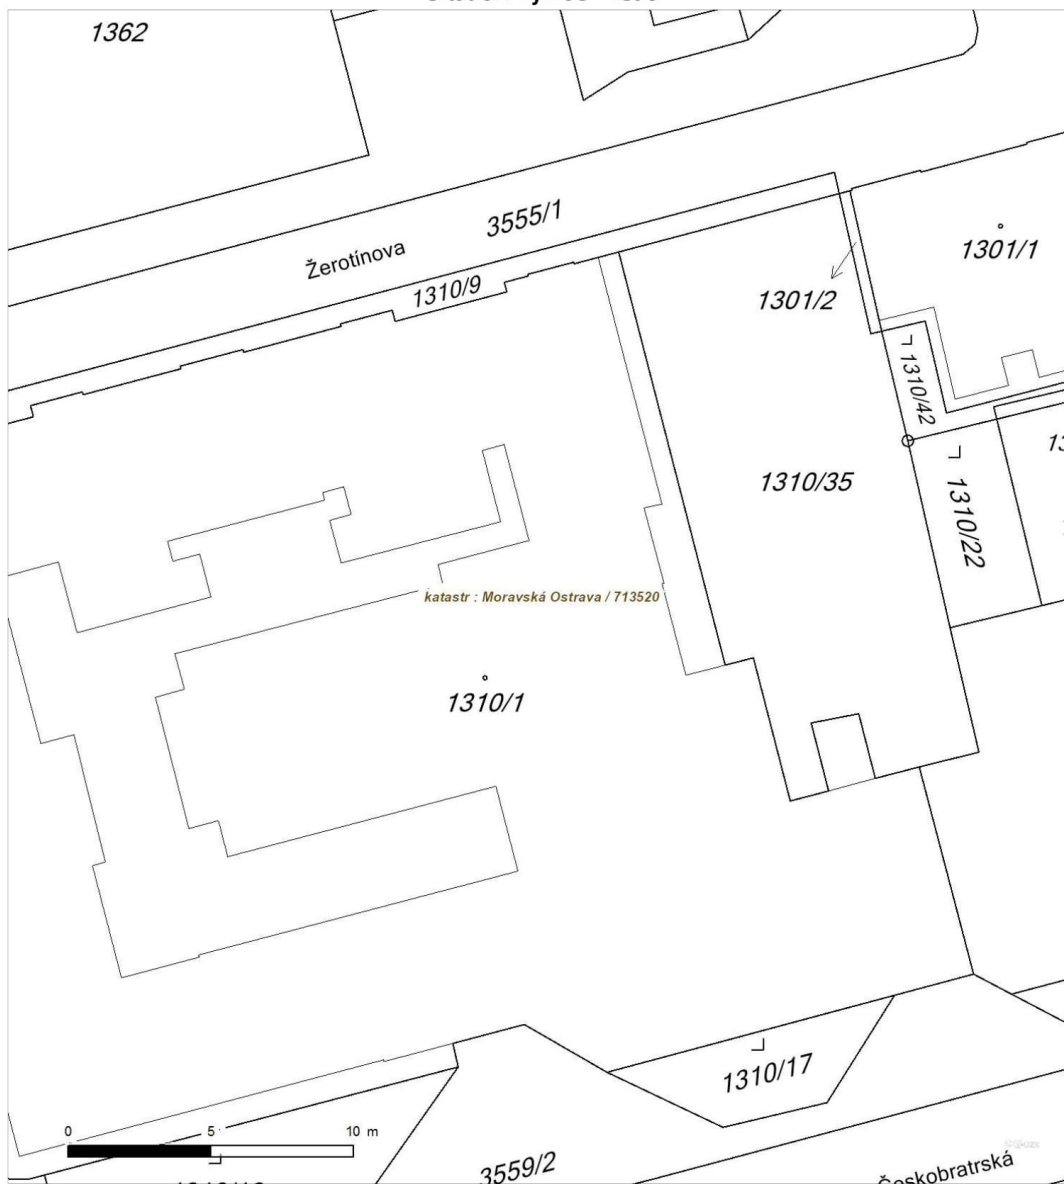 1362
3555/1
Žerotínova
1310/9
1301/1
1301/2
1310/42
1310/35
1310/22
katastr : Moravská Ostrava / 713520
1310/1
1310/17
0 5 10 m
3559/2
Českobratrská